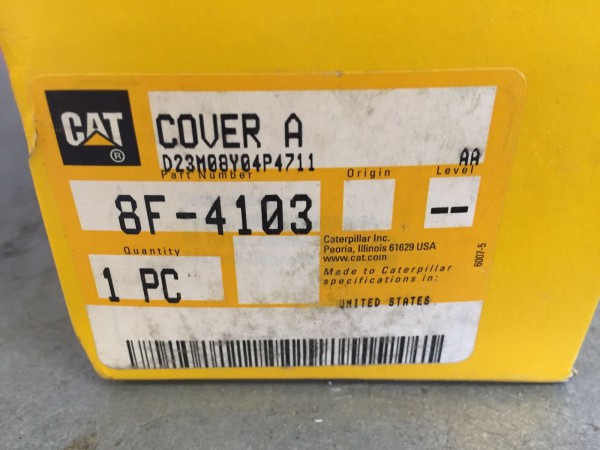 CAT
®
COVER A
D23M08Y04P4711 AA
Part Number Origin Level
8F-4103 --
Quantity
1 PC
Caterpillar Inc.
Peoria, Illinois 61629 USA
www.cat.com
Made to Caterpillar
specifications in:
UNITED STATES
6007-5